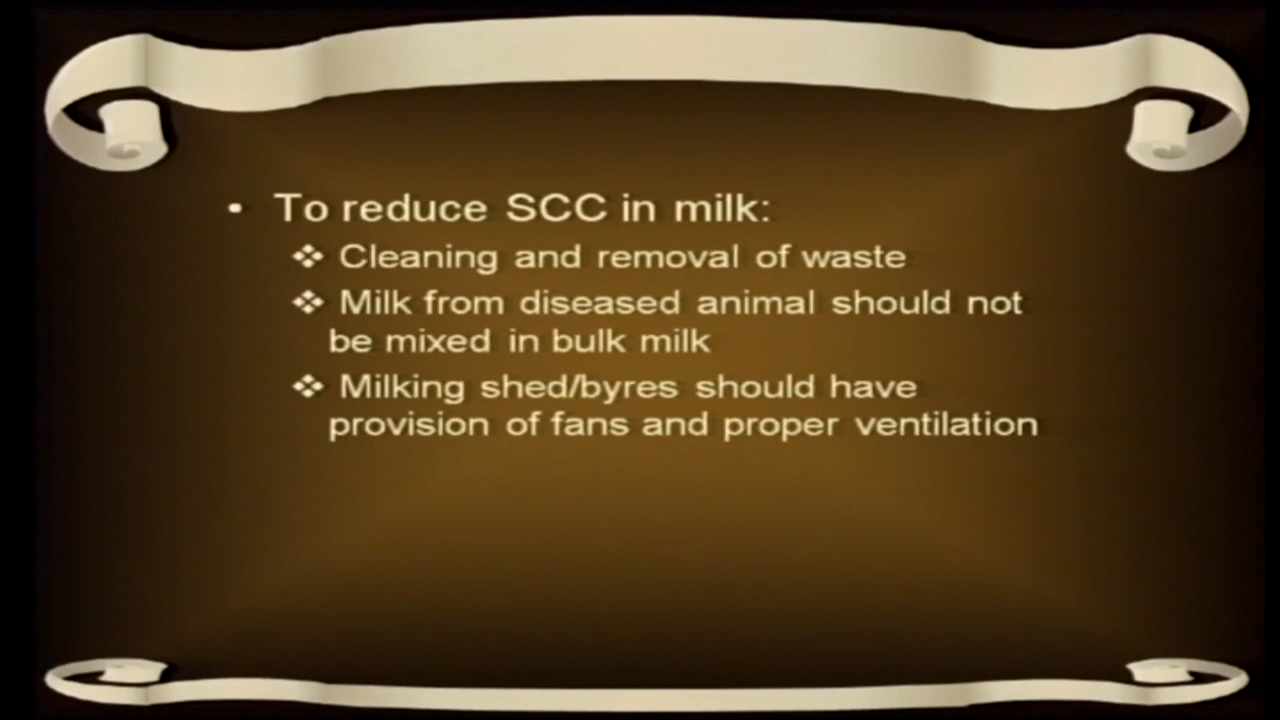 • To reduce SCC in milk:
❖ Cleaning and removal of waste
❖ Milk from diseased animal should not
be mixed in bulk milk
❖ Milking shed/byres should have
provision of fans and proper ventilation